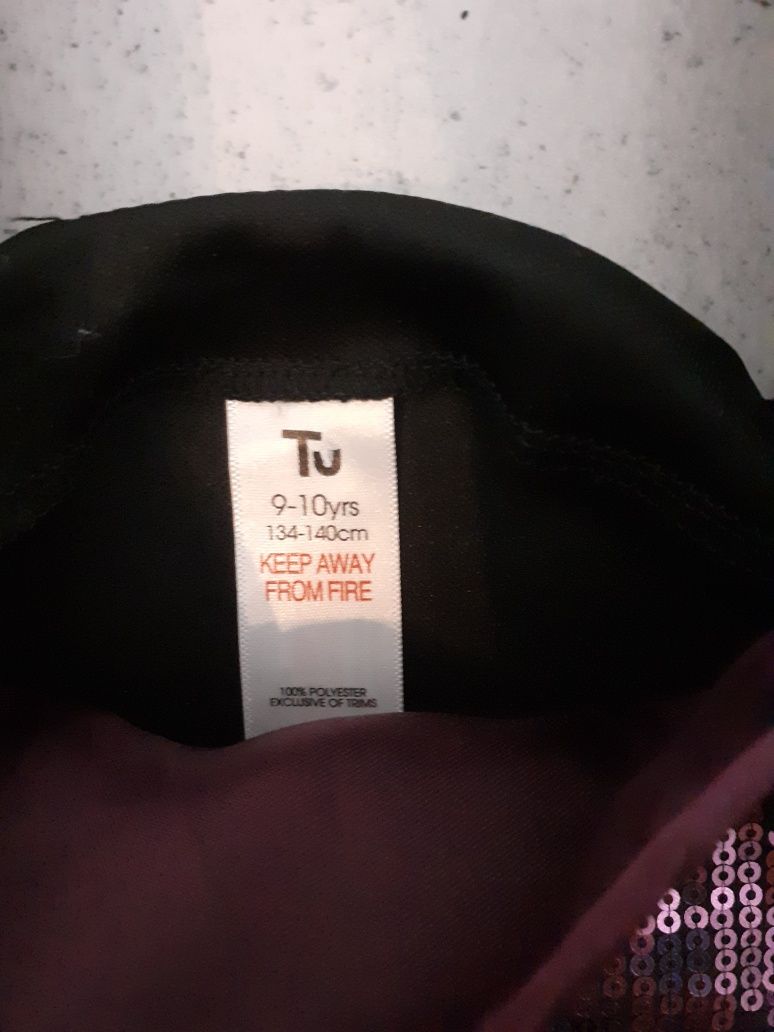 Tu
9-10yrs
134-140cm
KEEP AWAY
FROM FIRE
100% POLYESTER
EXCLUSIVE OF TRIMS